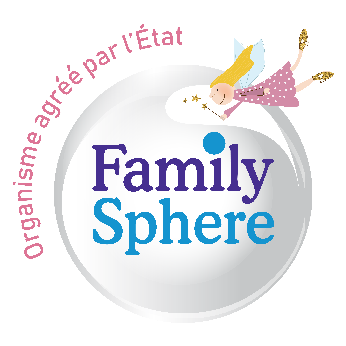 Organisme agréé par l'État
Family
Sphere